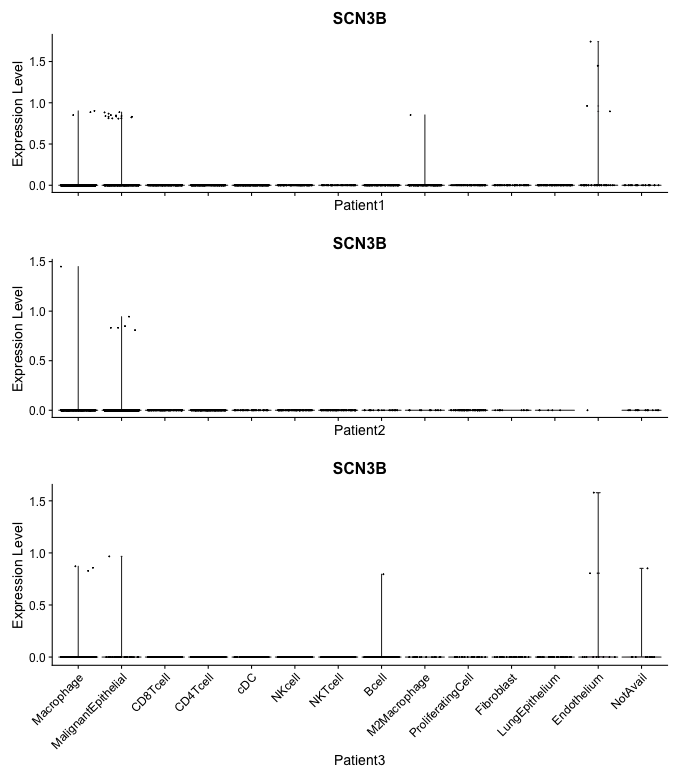 SCN3B
Expression Level
1.5
1.0
0.5
0.0
Patient1
SCN3B
Expression Level
1.5
1.0
0.5
0.0
Patient2
SCN3B
Expression Level
1.5
1.0
0.5
0.0
Macrophage
MalignantEpithelial
CD8Tcell
CD4Tcell
cDC
NKcell
NKTcell
Bcell
M2Macrophage
ProliferatingCell
Fibroblast
LungEpithelium
Endothelium
NotAvail
Patient3